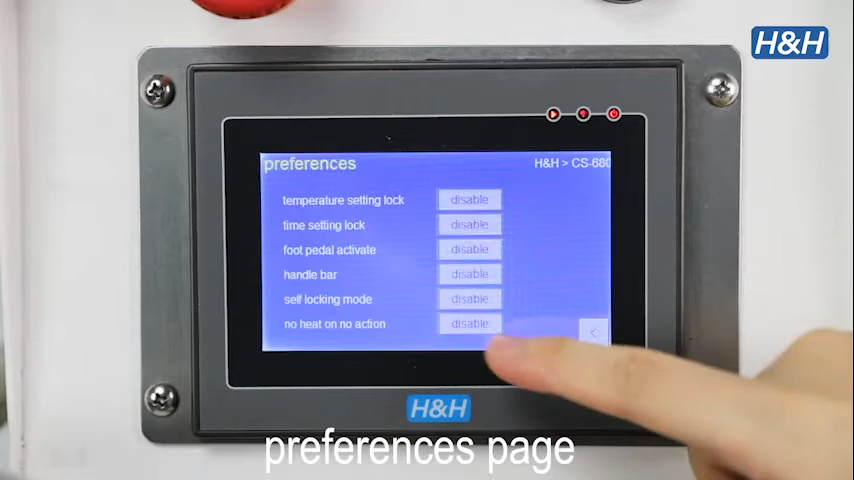 H&H
preferences
H&H > CS-680
temperature setting lock disable
time setting lock disable
foot pedal activate disable
handle bar disable
self locking mode disable
no heat on no action disable
<
H&H
preferences page